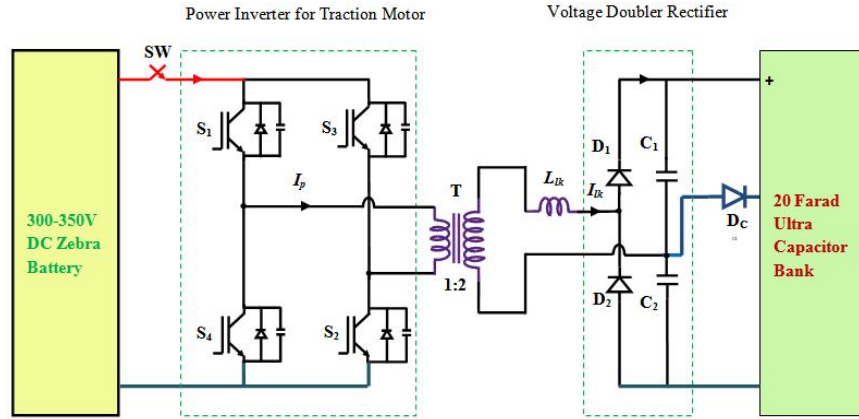 Power Inverter for Traction Motor
Voltage Doubler Rectifier
SW
S1
S3
Ip
T
Llk
Ilk
D1
C1
+
300-350V
DC Zebra
Battery
1:2
DC
20 Farad
Ultra
Capacitor
Bank
S4
S2
D2
C2